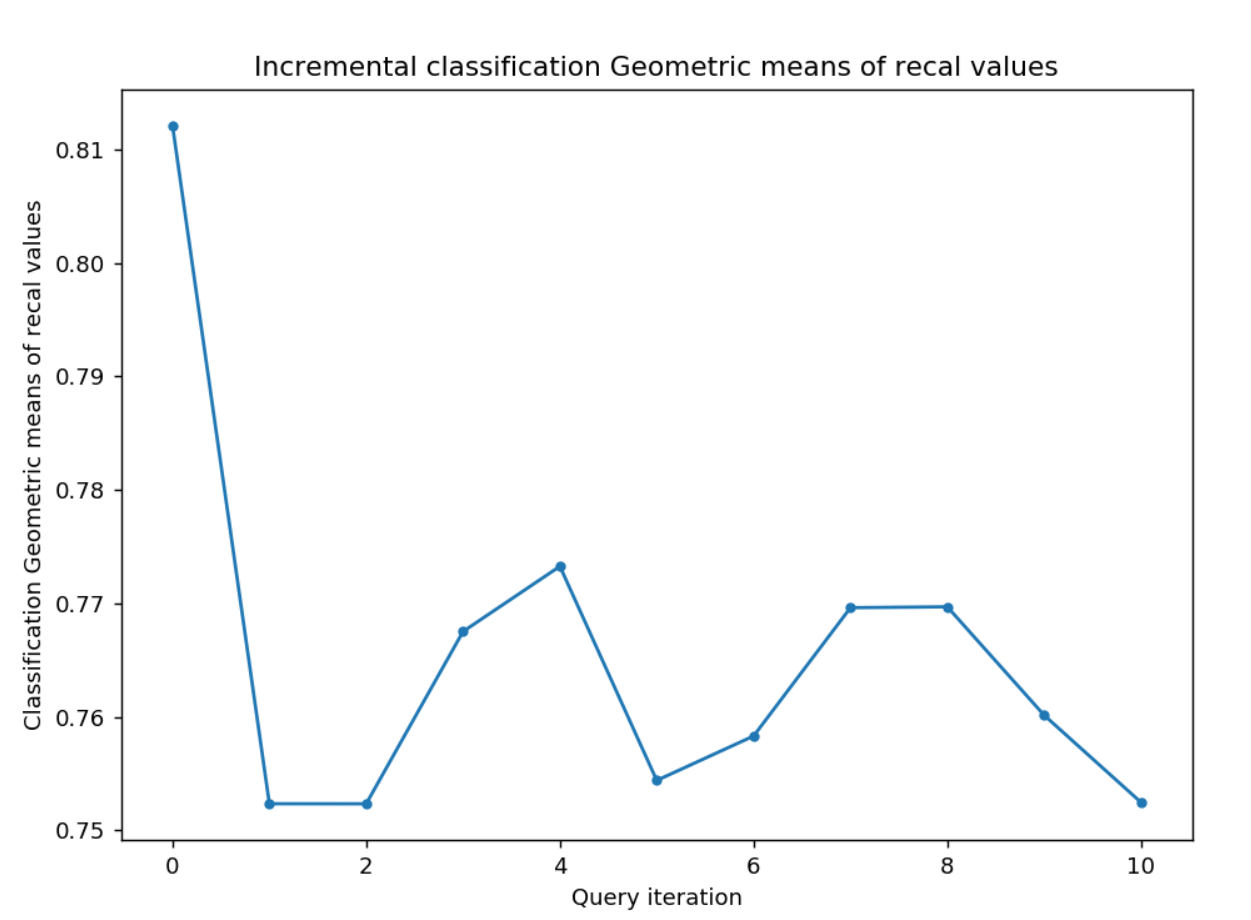 Incremental classification Geometric means of recal values
Classification Geometric means of recal values
0.81
0.80
0.79
0.78
0.77
0.76
0.75
0 2 4 6 8 10
Query iteration